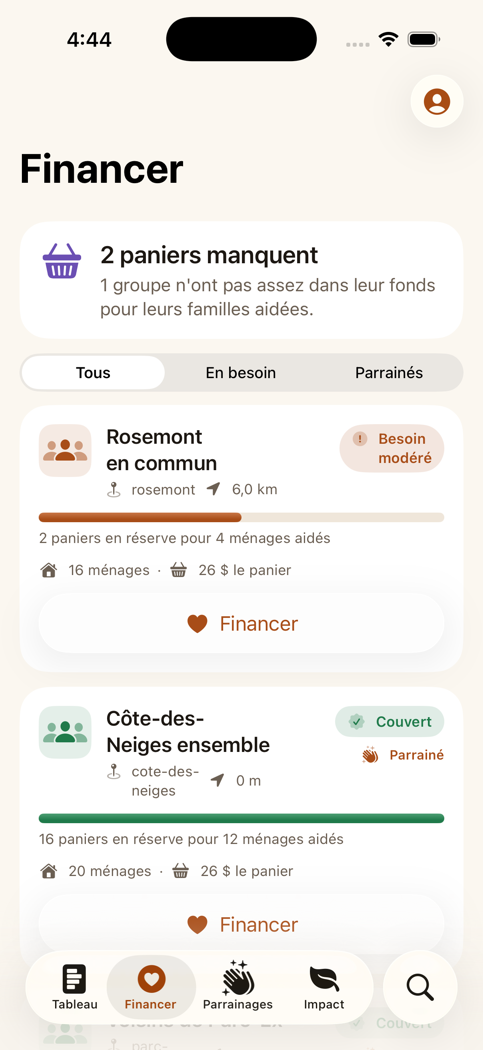 4:44
Financer
2 paniers manquent
1 groupe n'ont pas assez dans leur fonds
pour leurs familles aidées.
Tous
En besoin
Parrainés
Rosemont
en commun
Besoin
modéré
rosemont
6,0 km
2 paniers en réserve pour 4 ménages aidés
16 ménages · 26 $ le panier
Financer
Côte-des-
Neiges ensemble
Couvert
Parrainé
cote-des-
neiges
0 m
16 paniers en réserve pour 12 ménages aidés
20 ménages · 26 $ le panier
Financer
Tableau
Financer
Parrainages
Impact
Couvert
parc-